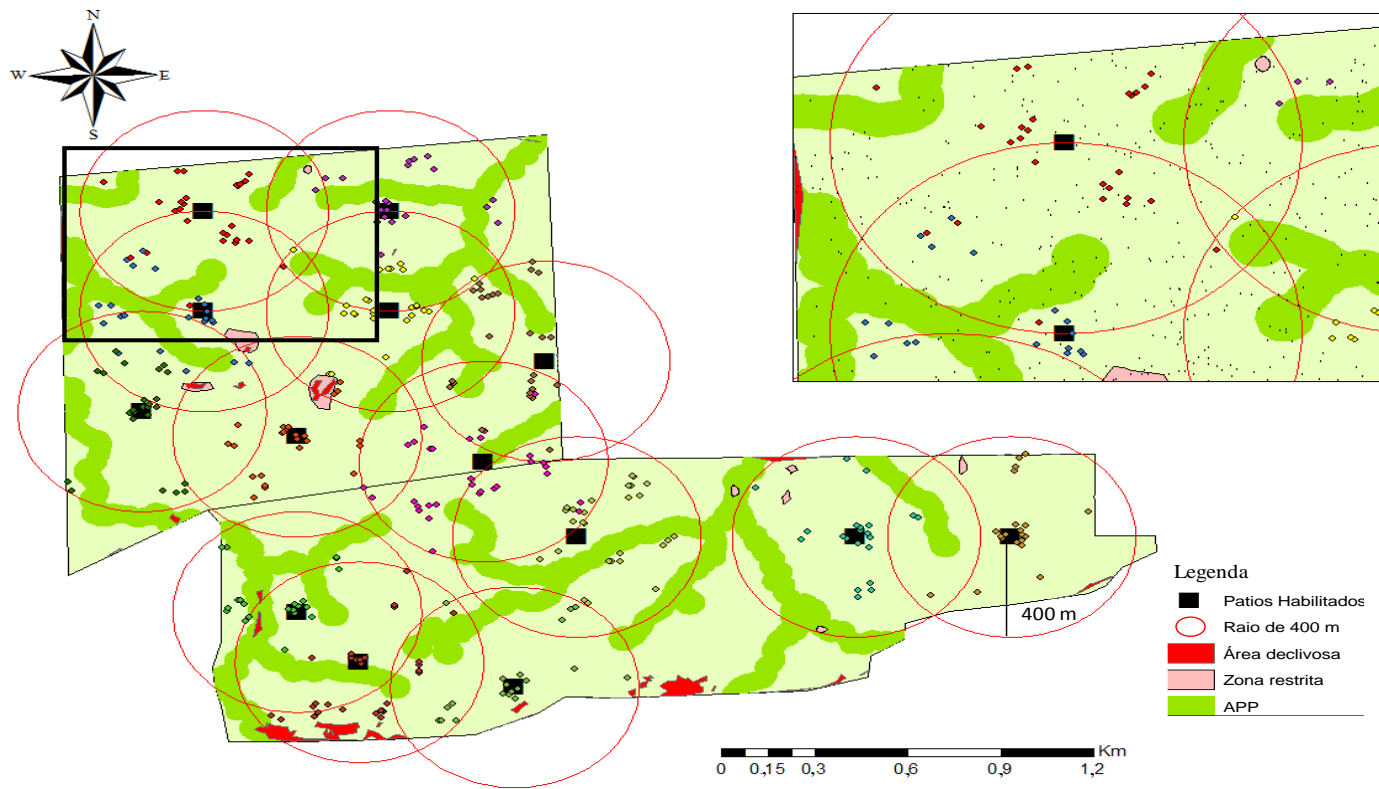 N
W E
S
400 m
Legenda
Patios Habilitados
Raio de 400 m
Área declivosa
Zona restrita
APP
Km
0 0,15 0,3 0,6 0,9 1,2